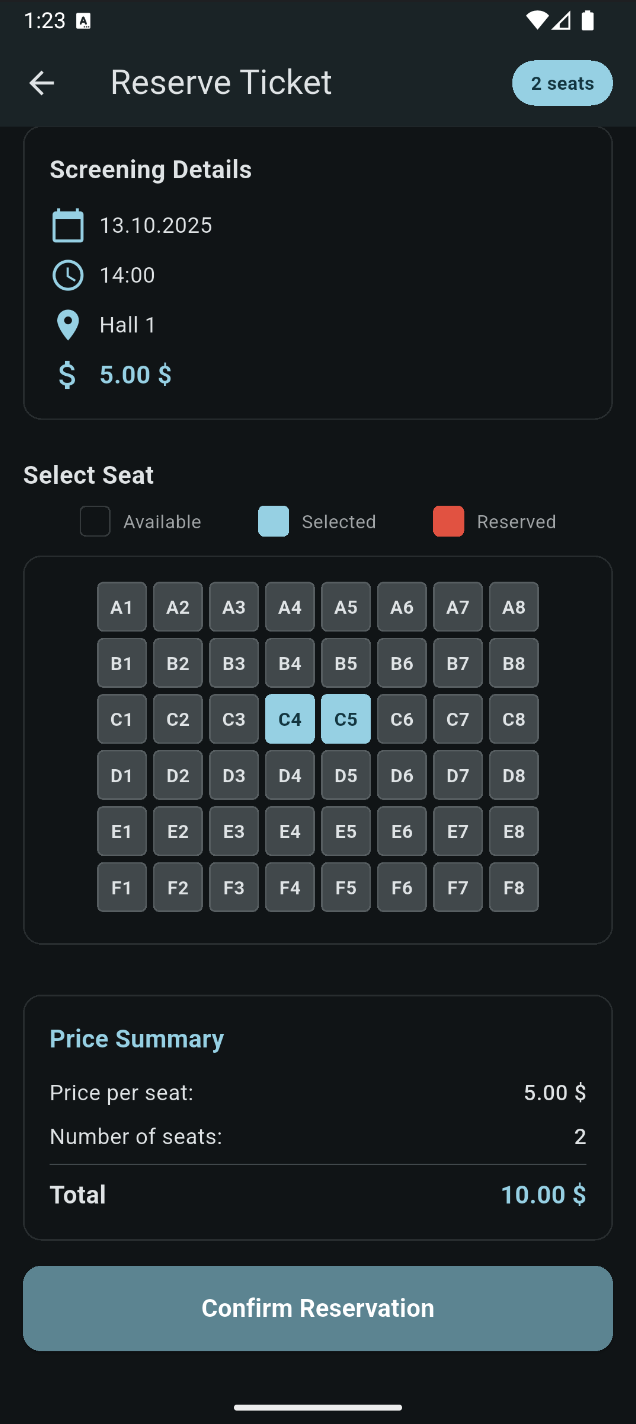 1:23 A
Reserve Ticket 2 seats
Screening Details
13.10.2025
14:00
Hall 1
$ 5.00 $
Select Seat
Available Selected Reserved
A1 A2 A3 A4 A5 A6 A7 A8
B1 B2 B3 B4 B5 B6 B7 B8
C1 C2 C3 C4 C5 C6 C7 C8
D1 D2 D3 D4 D5 D6 D7 D8
E1 E2 E3 E4 E5 E6 E7 E8
F1 F2 F3 F4 F5 F6 F7 F8
Price Summary
Price per seat: 5.00 $
Number of seats: 2
Total 10.00 $
Confirm Reservation